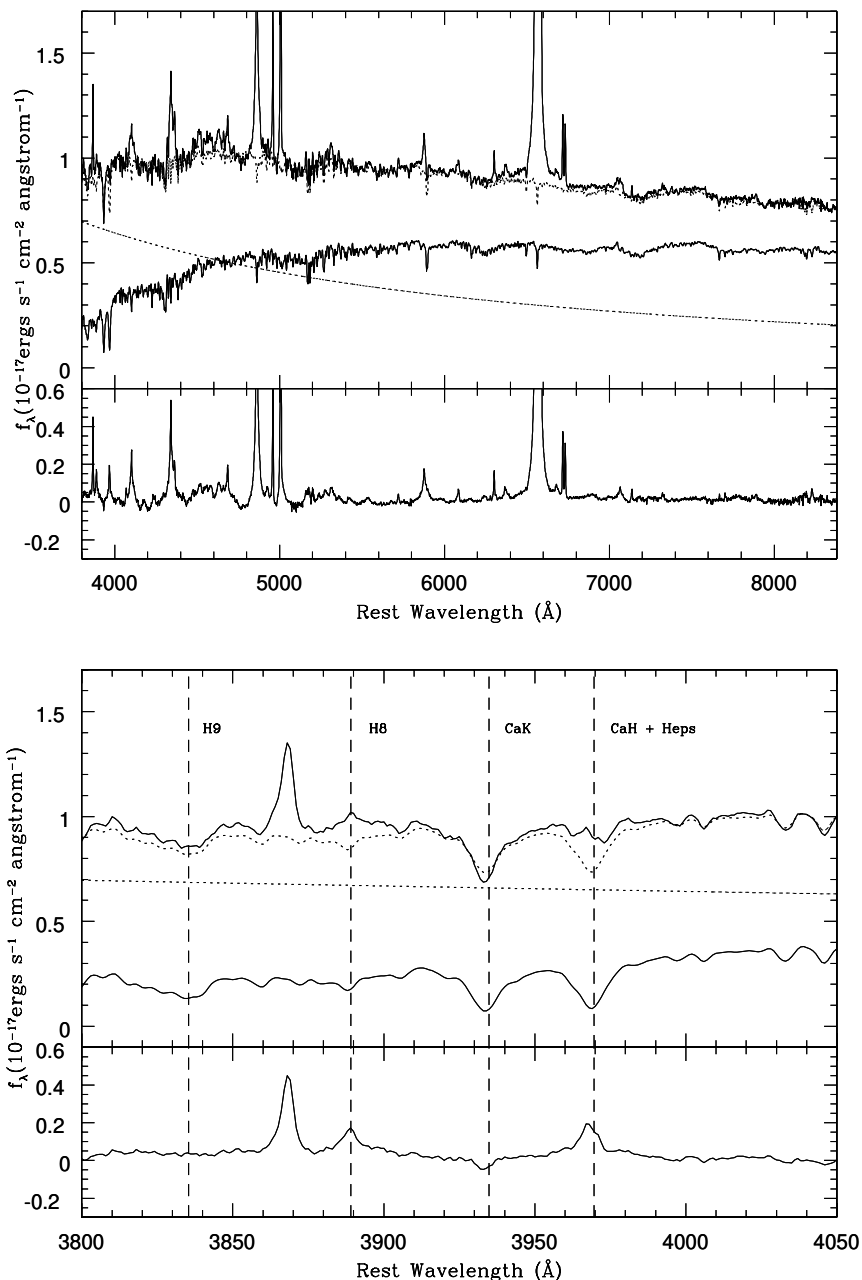 1.5
1
0.5
0
f_λ(10⁻¹⁷ergs s⁻¹ cm⁻² angstrom⁻¹)
0.6
0.4
0.2
0
-0.2
4000 5000 6000 7000 8000
Rest Wavelength (Å)
1.5
1
0.5
0
f_λ(10⁻¹⁷ergs s⁻¹ cm⁻² angstrom⁻¹)
H9 H8 CaK CaH + Heps
0.6
0.4
0.2
0
-0.2
3800 3850 3900 3950 4000 4050
Rest Wavelength (Å)